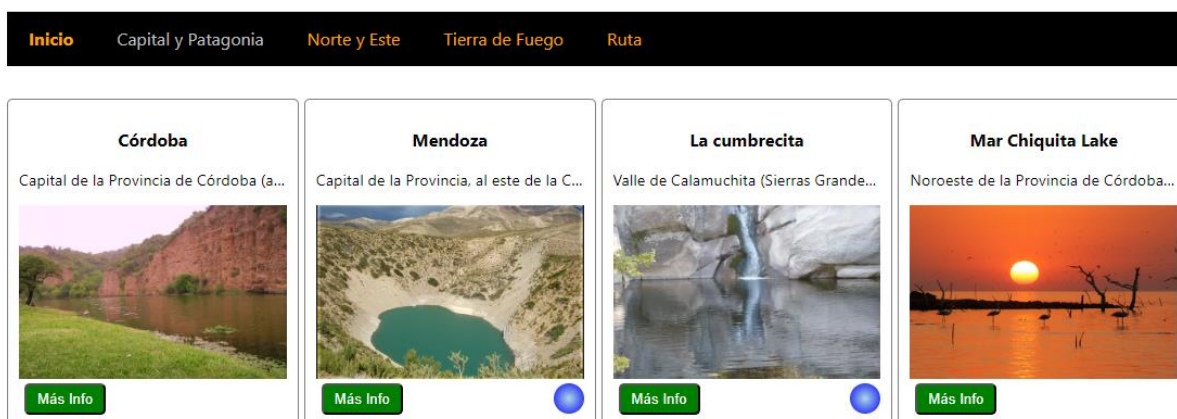 Inicio Capital y Patagonia Norte y Este Tierra de Fuego Ruta
Córdoba
Capital de la Provincia de Córdoba (a...
Más Info
Mendoza
Capital de la Provincia, al este de la C...
Más Info
La cumbrecita
Valle de Calamuchita (Sierras Grande...
Más Info
Mar Chiquita Lake
Noroeste de la Provincia de Córdoba...
Más Info